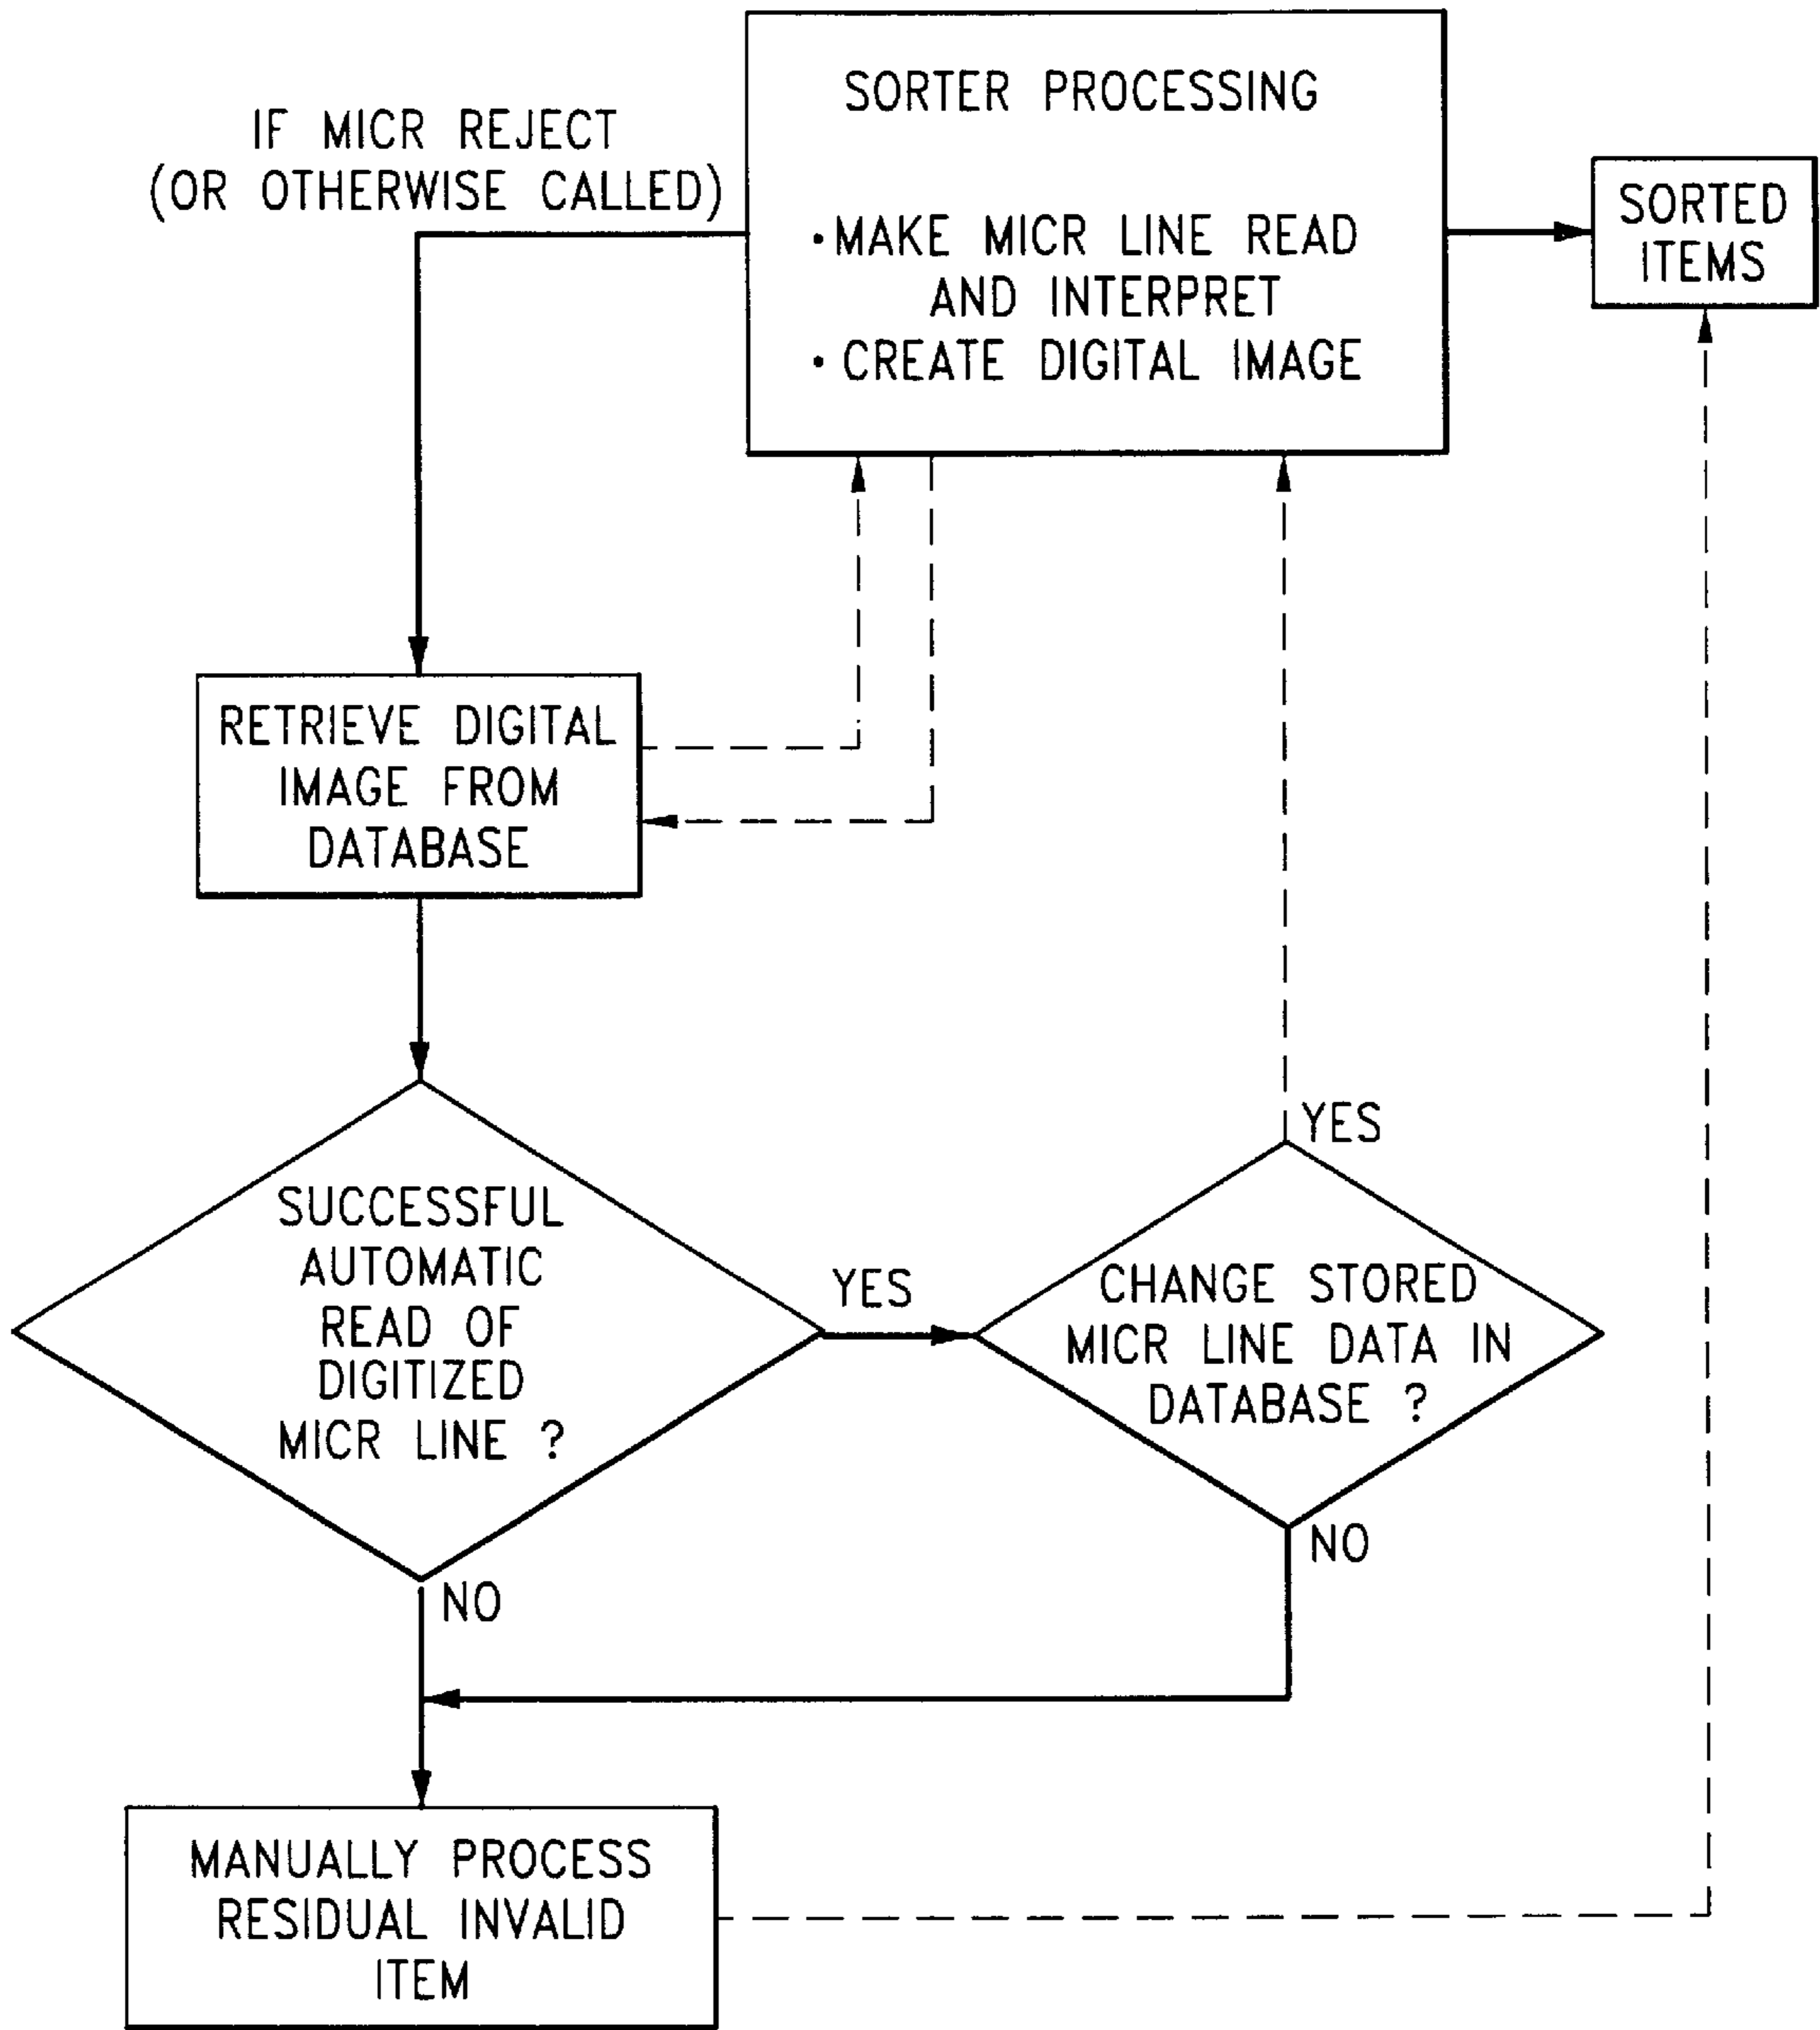 SORTER PROCESSING
·MAKE MICR LINE READ
AND INTERPRET
·CREATE DIGITAL IMAGE
IF MICR REJECT
(OR OTHERWISE CALLED)
SORTED
ITEMS
RETRIEVE DIGITAL
IMAGE FROM
DATABASE
SUCCESSFUL
AUTOMATIC
READ OF
DIGITIZED
MICR LINE ?
YES
CHANGE STORED
MICR LINE DATA IN
DATABASE ?
YES
NO
NO
MANUALLY PROCESS
RESIDUAL INVALID
ITEM